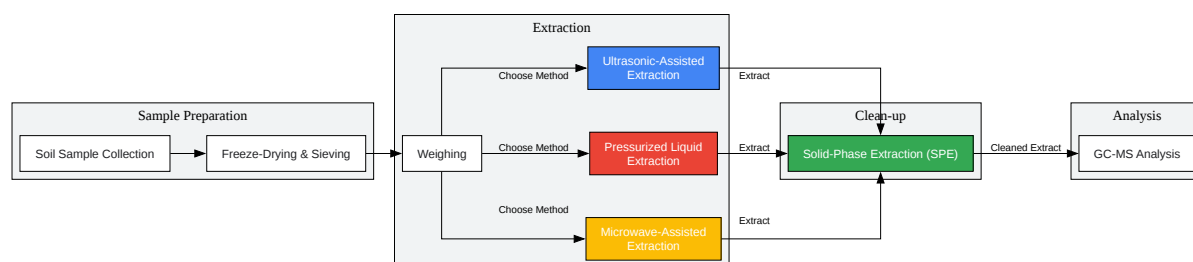 Sample Preparation
Soil Sample Collection
Freeze-Drying & Sieving
Extraction
Weighing
Choose Method
Ultrasonic-Assisted
Extraction
Choose Method
Pressurized Liquid
Extraction
Choose Method
Microwave-Assisted
Extraction
Extract
Extract
Extract
Clean-up
Solid-Phase Extraction (SPE)
Cleaned Extract
Analysis
GC-MS Analysis